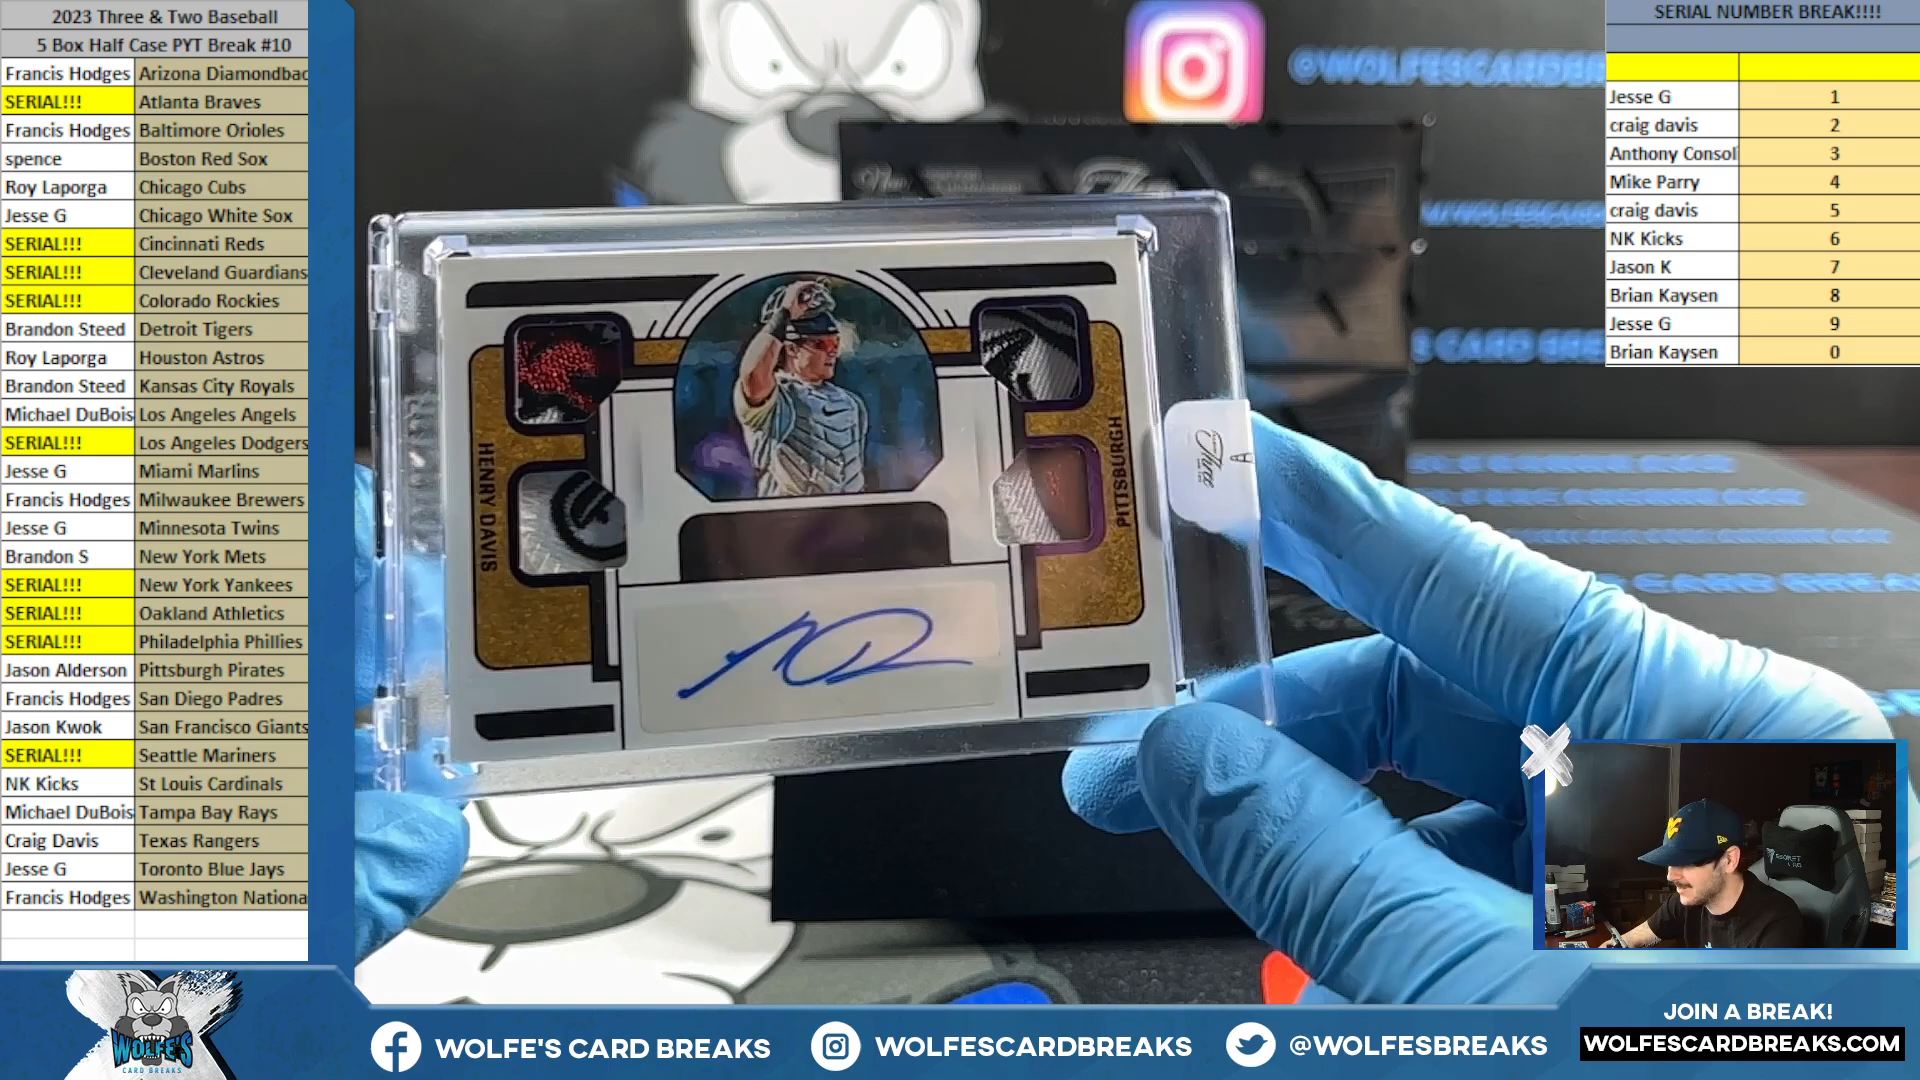 2023 Three & Two Baseball
5 Box Half Case PYT Break #10
Francis Hodges Arizona Diamondbac
SERIAL!!! Atlanta Braves
Francis Hodges Baltimore Orioles
spence Boston Red Sox
Roy Laporga Chicago Cubs
Jesse G Chicago White Sox
SERIAL!!! Cincinnati Reds
SERIAL!!! Cleveland Guardians
SERIAL!!! Colorado Rockies
Brandon Steed Detroit Tigers
Roy Laporga Houston Astros
Brandon Steed Kansas City Royals
Michael DuBois Los Angeles Angels
SERIAL!!! Los Angeles Dodgers
Jesse G Miami Marlins
Francis Hodges Milwaukee Brewers
Jesse G Minnesota Twins
Brandon S New York Mets
SERIAL!!! New York Yankees
SERIAL!!! Oakland Athletics
SERIAL!!! Philadelphia Phillies
Jason Alderson Pittsburgh Pirates
Francis Hodges San Diego Padres
Jason Kwok San Francisco Giants
SERIAL!!! Seattle Mariners
NK Kicks St Louis Cardinals
Michael DuBois Tampa Bay Rays
Craig Davis Texas Rangers
Jesse G Toronto Blue Jays
Francis Hodges Washington Nationa
@WOLFESCARDBR
HENRY DAVIS
PITTSBURGH
Three
SERIAL NUMBER BREAK!!!!
Jesse G 1
craig davis 2
Anthony Consol 3
Mike Parry 4
craig davis 5
NK Kicks 6
Jason K 7
Brian Kaysen 8
Jesse G 9
Brian Kaysen 0
WOLFE'S
CARD BREAKS
WOLFE'S CARD BREAKS
WOLFESCARDBREAKS
@WOLFESBREAKS
JOIN A BREAK!
WOLFESCARDBREAKS.COM